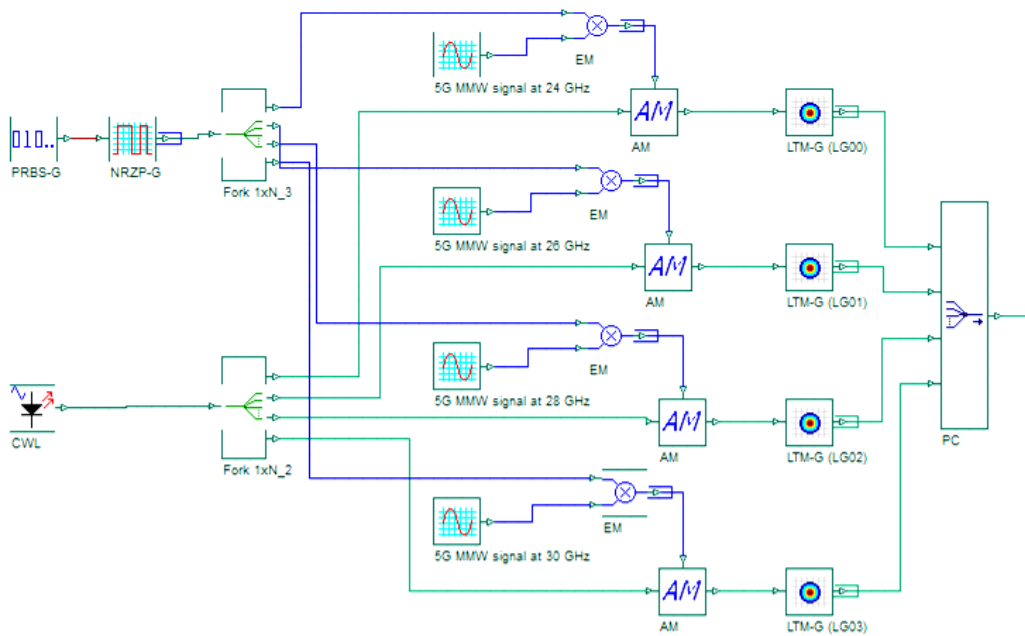 EM
5G MMW signal at 24 GHz
AM
AM
LTM-G (LG00)
010..
PRBS-G
NRZP-G
Fork 1xN_3
EM
5G MMW signal at 26 GHz
AM
AM
LTM-G (LG01)
EM
5G MMW signal at 28 GHz
AM
AM
LTM-G (LG02)
CWL
Fork 1xN_2
PC
EM
5G MMW signal at 30 GHz
AM
AM
LTM-G (LG03)